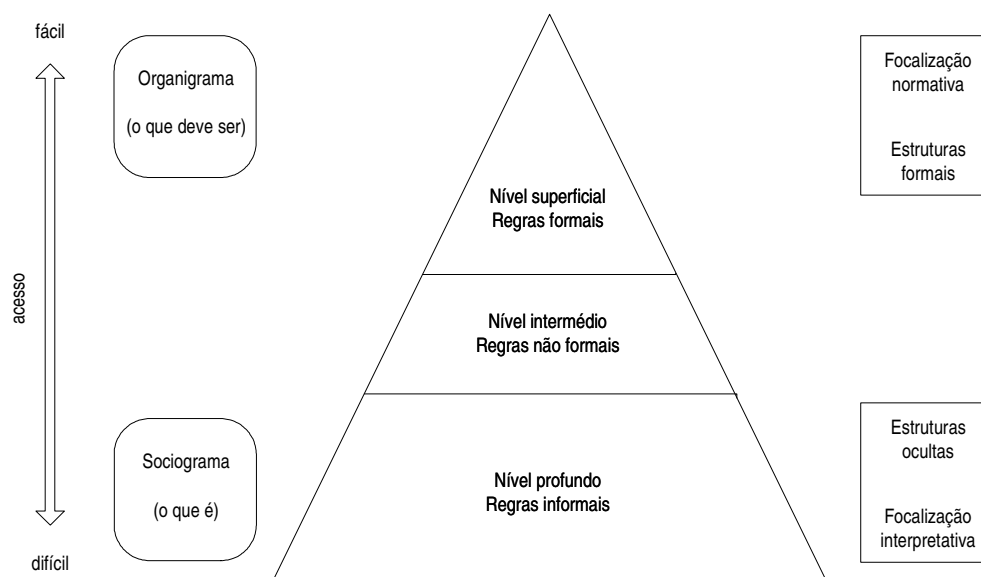 fácil
Organigrama
(o que deve ser)
Focalização
normativa
Estruturas
formais
Nível superficial
Regras formais
acesso
Nível intermédio
Regras não formais
Sociograma
(o que é)
Nível profundo
Regras informais
Estruturas
ocultas
Focalização
interpretativa
difícil